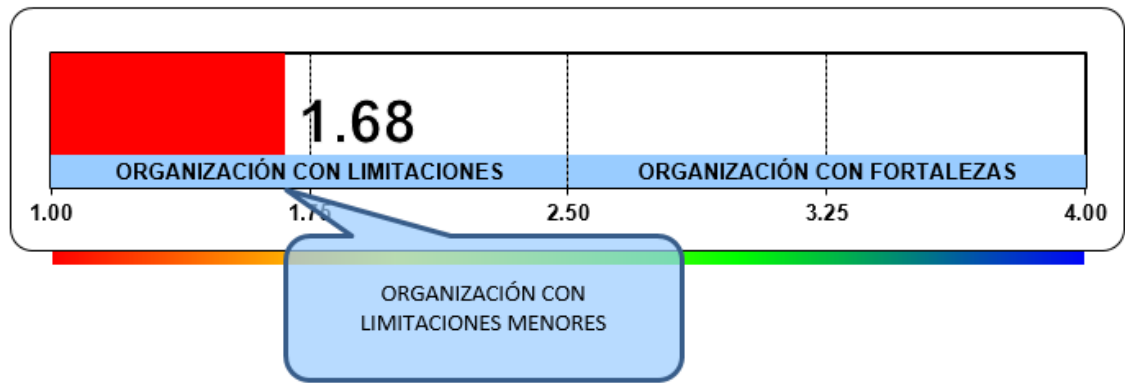 1.68
ORGANIZACIÓN CON LIMITACIONES ORGANIZACIÓN CON FORTALEZAS
1.00 1.75 2.50 3.25 4.00
ORGANIZACIÓN CON
LIMITACIONES MENORES